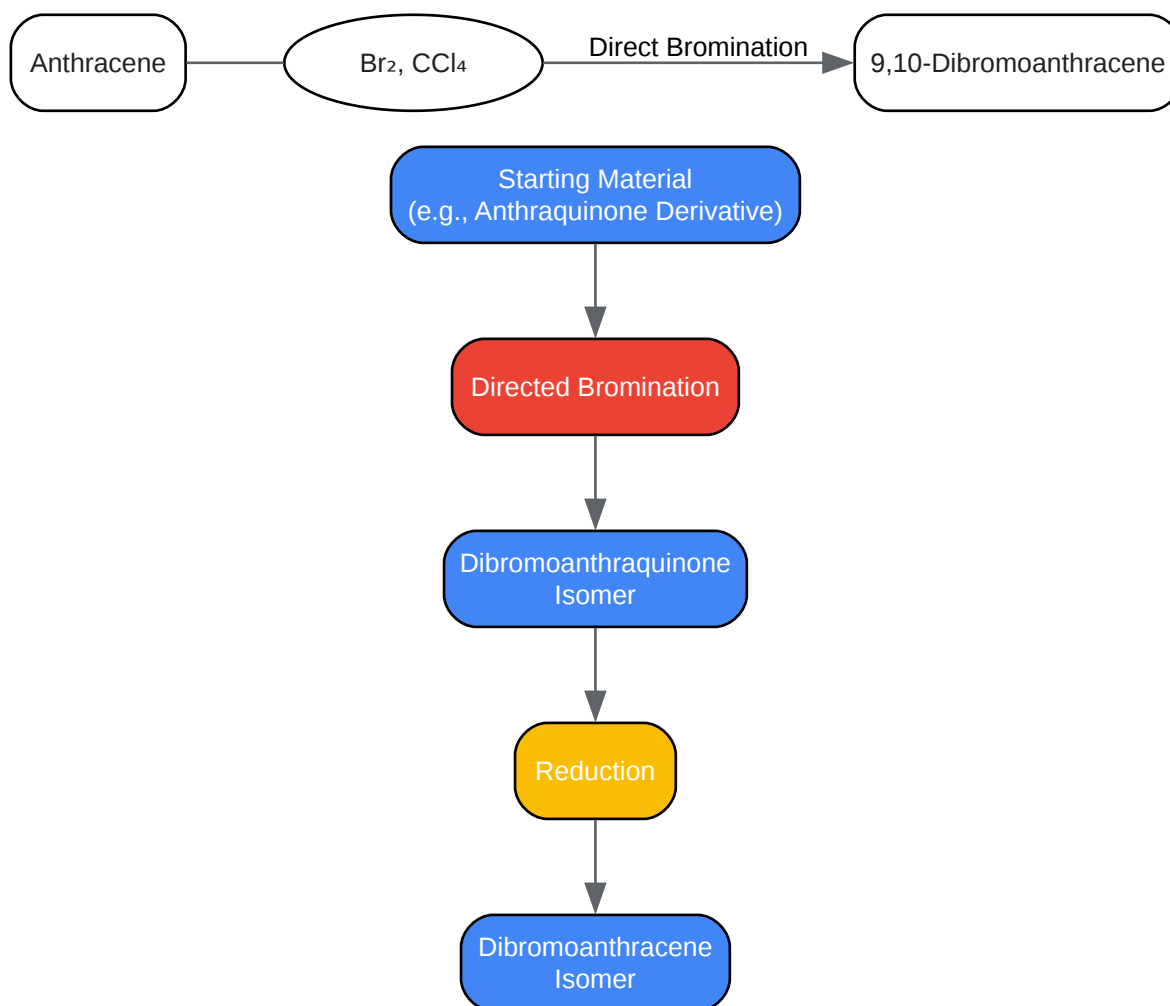 Anthracene
Br₂, CCl₄
Direct Bromination
9,10-Dibromoanthracene
Starting Material
(e.g., Anthraquinone Derivative)
Directed Bromination
Dibromoanthraquinone
Isomer
Reduction
Dibromoanthracene
Isomer